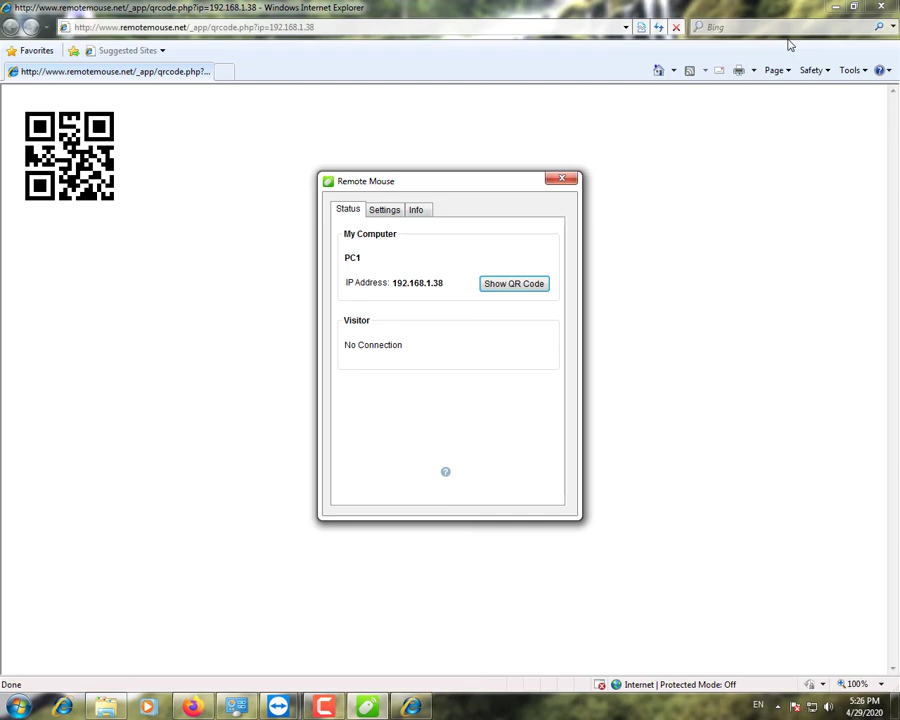 http://www.remotemouse.net/_app/qrcode.php?ip=192.168.1.38 - Windows Internet Explorer
http://www.remotemouse.net/_app/qrcode.php?ip=192.168.1.38
Bing
Favorites
Suggested Sites
http://www.remotemouse.net/_app/qrcode.php?...
Page
Safety
Tools
Remote Mouse
Status
Settings
Info
My Computer
PC1
IP Address: 192.168.1.38
Show QR Code
Visitor
No Connection
Done
Internet | Protected Mode: Off
100%
EN
5:26 PM
4/29/2020